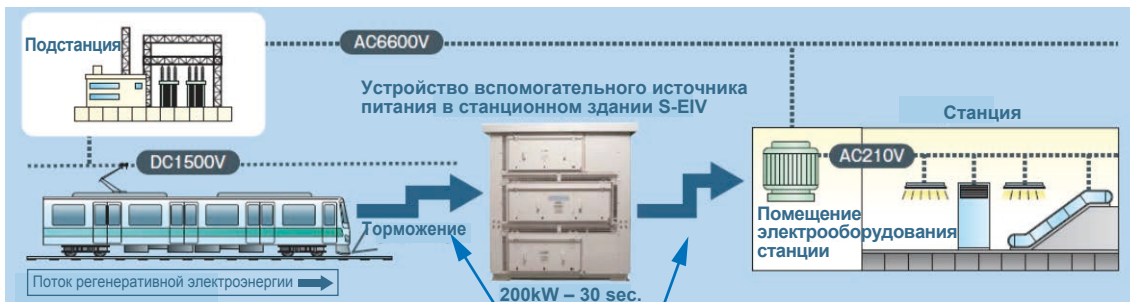 Подстанция
AC6600V
Устройство вспомогательного источника
питания в станционном здании S-EIV
Станция
DC1500V
AC210V
Торможение
Помещение
электрооборудования
станции
Поток регенеративной электроэнергии
200kW – 30 sec.